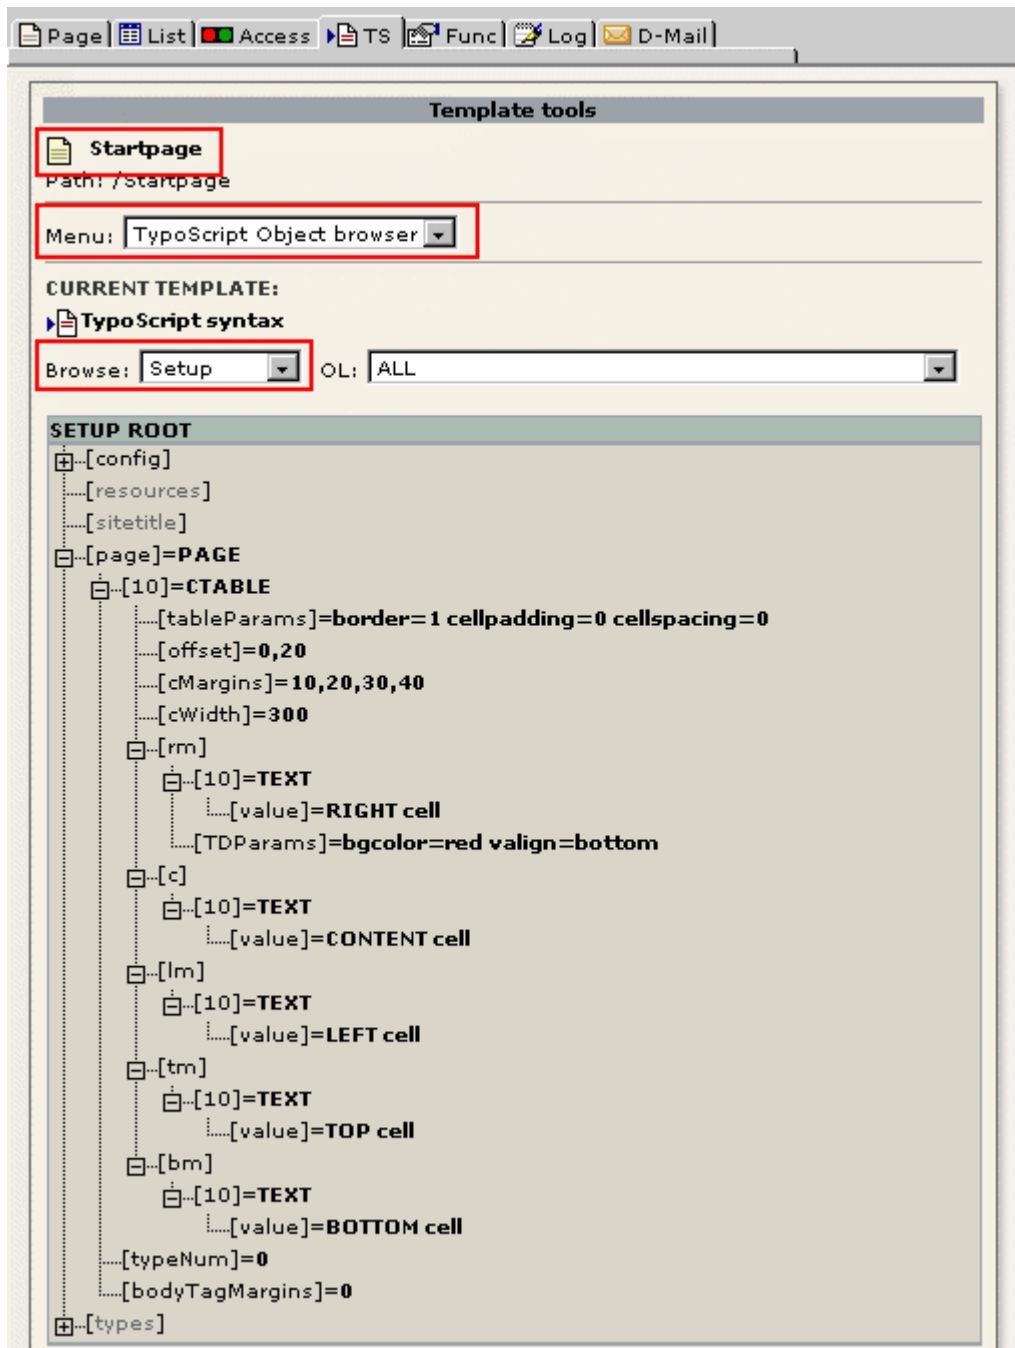 Page List Access TS Func Log D-Mail
Template tools
Startpage
Path: /Startpage
Menu: TypoScript Object browser
CURRENT TEMPLATE:
TypoScript syntax
Browse: Setup OL: ALL
SETUP ROOT
[config]
[resources]
[sitetitle]
[page]=PAGE
[10]=CTABLE
[tableParams]=border=1 cellpadding=0 cellspacing=0
[offset]=0,20
[cMargins]=10,20,30,40
[cWidth]=300
[rm]
[10]=TEXT
[value]=RIGHT cell
[TDParams]=bgcolor=red valign=bottom
[c]
[10]=TEXT
[value]=CONTENT cell
[lm]
[10]=TEXT
[value]=LEFT cell
[tm]
[10]=TEXT
[value]=TOP cell
[bm]
[10]=TEXT
[value]=BOTTOM cell
[typeNum]=0
[bodyTagMargins]=0
[types]